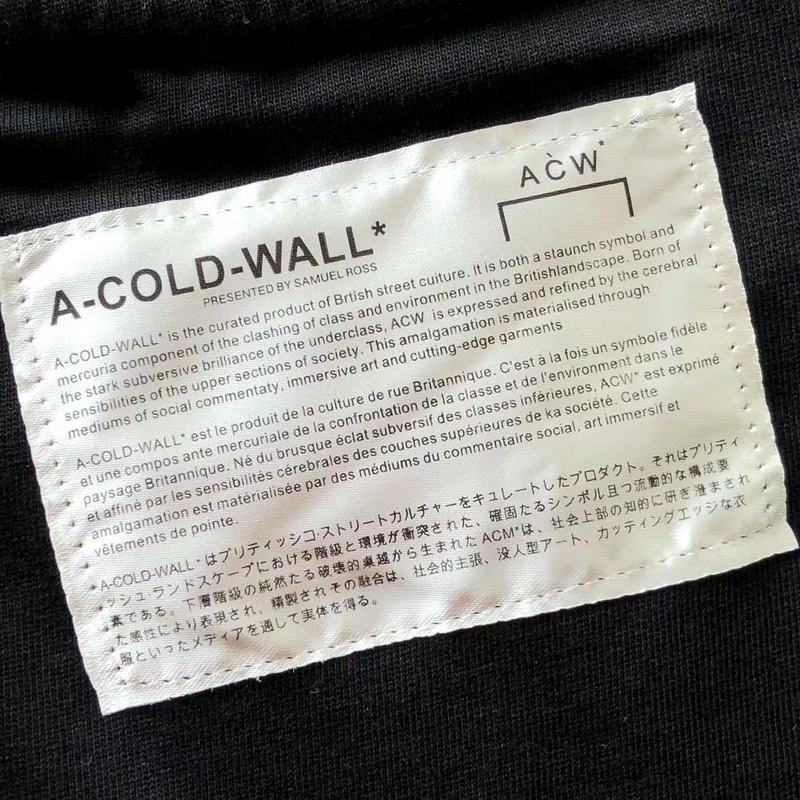 ACW*
A-COLD-WALL*
PRESENTED BY SAMUEL ROSS
A-COLD-WALL* is the curated product of Brtish street cuiture. It is both a staunch symbol and
mercuria component of the clashing of class and environment in the Britishlandscape. Born of
the stark subversive brilliance of the underclass, ACW is expressed and refined by the cerebral
sensibilities of the upper sections of society. This amalgamation is materialised through
mediums of social commentary, immersive art and cutting-edge garments
A-COLD-WALL* est le produit de la culture de rue Britannique. C'est à la fois un symbole fidèle
et une compos ante mercuriale de la confrontation de la classe et de l'environment dans le
paysage Britannique. Né du brusque éclat subversif des classes inférieures, ACW* est exprimé
et affiné par les sensibilités cérébrales des couches supérieures de ka société. Cette
amalgamation est matérialisée par des médiums du commentaire social, art immersif et
vêtements de pointe.
A-COLD-WALL* はブリティッシコ・ストリートカルチャーをキュレートしたプロダクト。それはブリティ
ッシュ・ランドスケープにおける階級と環境が衝突された、確固たるシンボル且つ流動的な構成要
素である。下層階級の純然たる破壊的卓越から生まれたACM*は、社会上部の知的に研ぎ澄まされ
た感性により表現され、精製されその融合は、社会的主張、没人型アート、カッティングエッジな衣
服といったメディアを通して実体を得る。